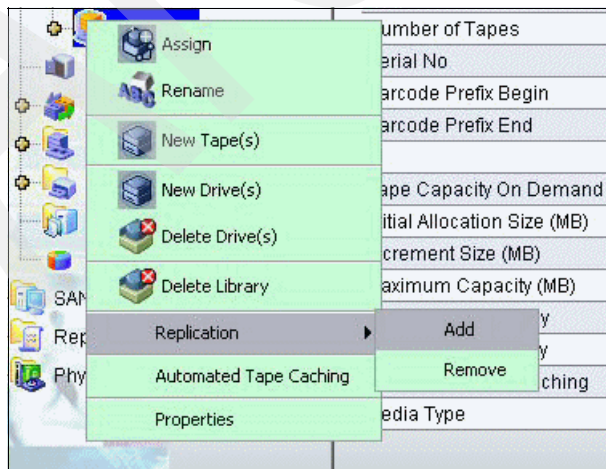 Assign
Rename
New Tape(s)
New Drive(s)
Delete Drive(s)
Delete Library
Replication
Automated Tape Caching
Properties
Add
Remove
umber of Tapes
erial No
arcode Prefix Begin
arcode Prefix End
ape Capacity On Demand
itial Allocation Size (MB)
crement Size (MB)
aximum Capacity (MB)
y
y
ching
edia Type
SAN
Rep
Phy